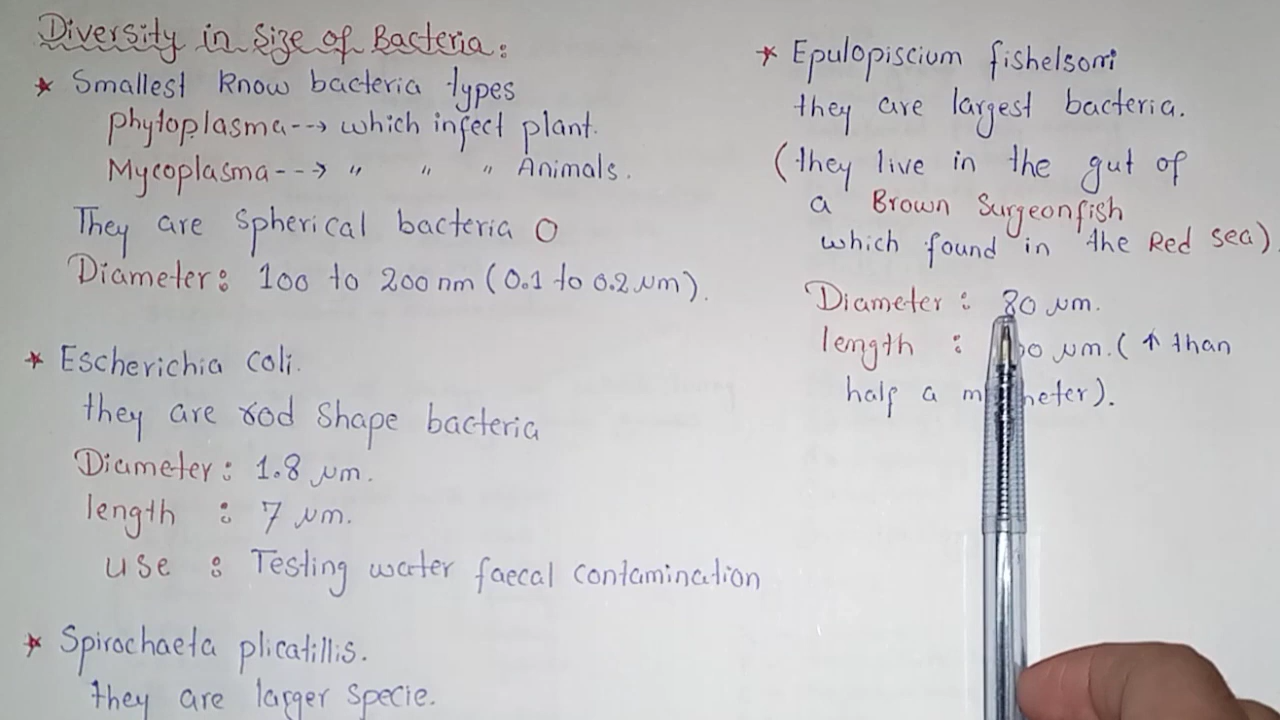 Diversity in Size of Bacteria:
* Smallest Know bacteria types
phytoplasma--→ which infect plant.
Mycoplasma---→ " " " Animals.
They are spherical bacteria O
Diameter: 100 to 200 nm (0.1 to 0.2 μm).
* Escherichia Coli.
they are rod Shape bacteria
Diameter: 1.8 μm.
length : 7 μm.
use : Testing water faecal contamination
* Spirochaeta plicatillis.
they are larger specie.
* Epulopiscium fishelsoni
they are largest bacteria.
(they live in the gut of
a Brown Surgeonfish
which found in the Red Sea)
Diameter: 80 μm.
length : μm. (↑ than
half a